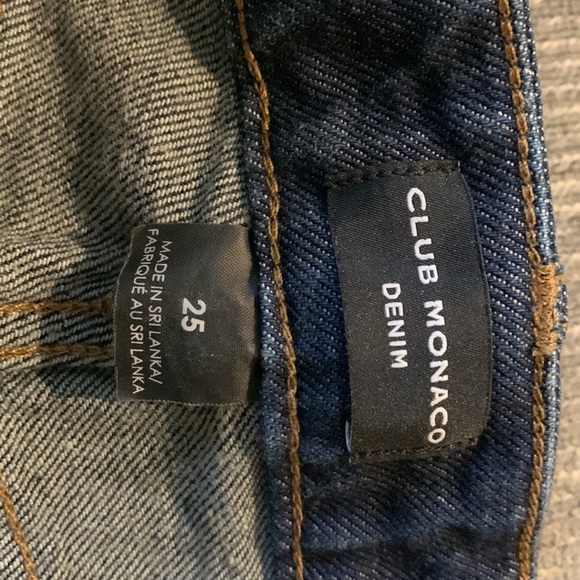 CLUB MONACO
DENIM
25
MADE IN SRI LANKA/
FABRIQUÉ AU SRI LANKA